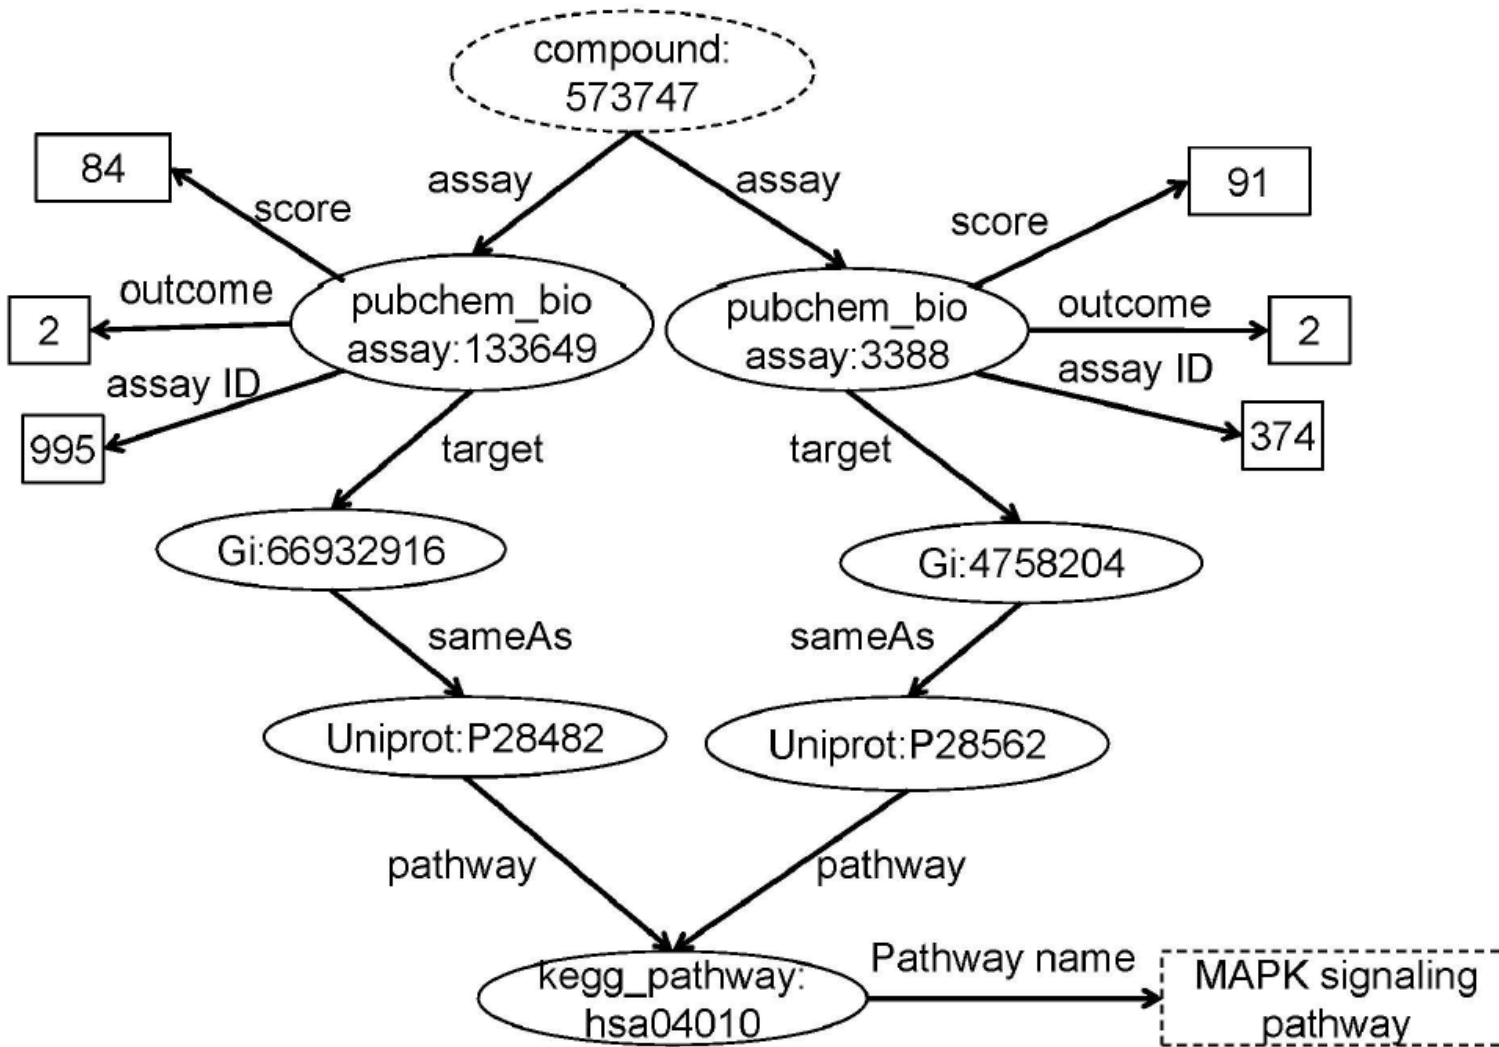 compound:
573747
84
assay
assay
91
score
score
outcome
pubchem_bio
assay:133649
pubchem_bio
assay:3388
outcome
2
2
assay ID
assay ID
995
target
target
374
Gi:66932916
Gi:4758204
sameAs
sameAs
Uniprot:P28482
Uniprot:P28562
pathway
pathway
kegg_pathway:
hsa04010
Pathway name
MAPK signaling
pathway